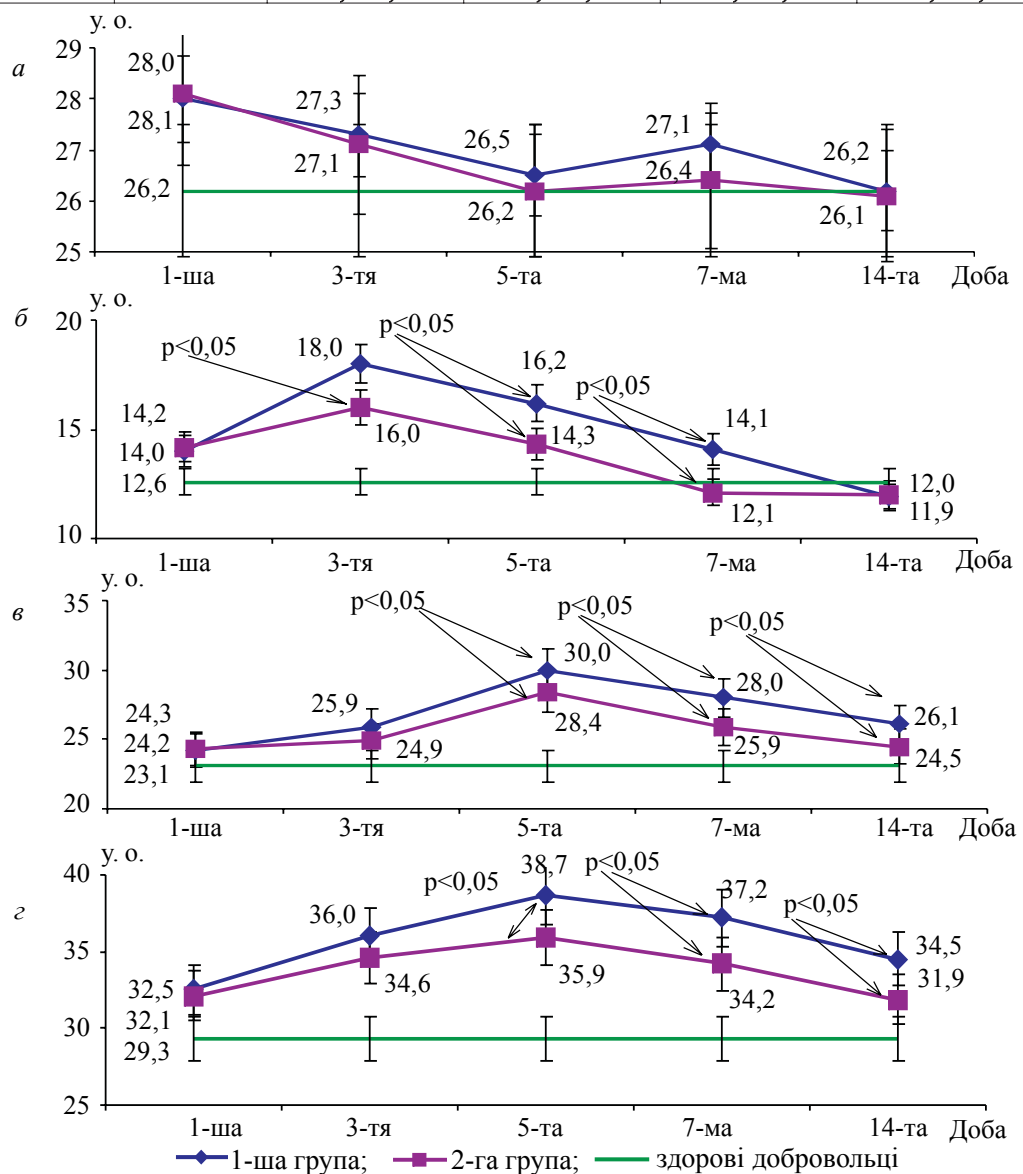 у. о.
а
29
28
27
26
25
28,0
28,1
26,2
27,3
27,1
26,5
26,2
27,1
26,4
26,2
26,1
1-ша 3-тя 5-та 7-ма 14-та Доба
у. о.
б
20
15
10
p<0,05
p<0,05
p<0,05
14,2
14,0
12,6
18,0
16,0
16,2
14,3
14,1
12,1
12,0
11,9
1-ша 3-тя 5-та 7-ма 14-та Доба
у. о.
в
35
30
25
20
p<0,05
p<0,05
p<0,05
24,3
24,2
23,1
25,9
24,9
30,0
28,4
28,0
25,9
26,1
24,5
1-ша 3-тя 5-та 7-ма 14-та Доба
у. о.
г
40
35
30
25
p<0,05
p<0,05
p<0,05
32,5
32,1
29,3
36,0
34,6
38,7
35,9
37,2
34,2
34,5
31,9
1-ша 3-тя 5-та 7-ма 14-та Доба
1-ша група; 2-га група; здорові добровольці